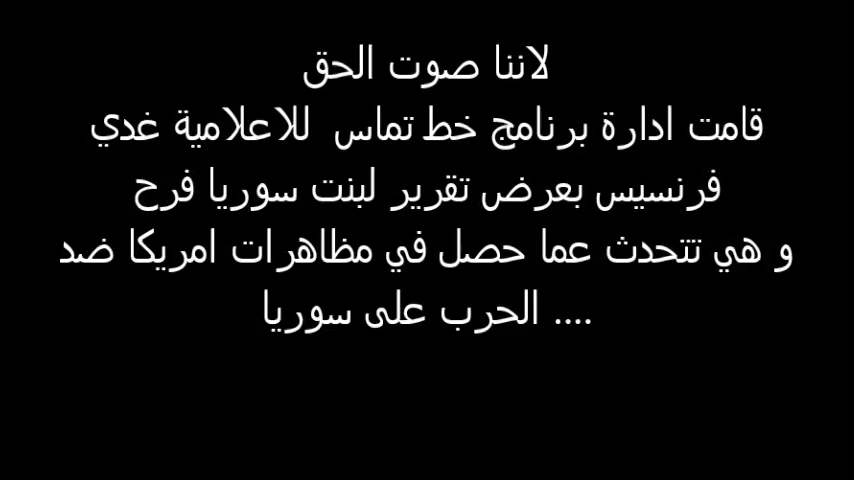 لاننا صوت الحق
قامت ادارة برنامج خط تماس للاعلامية غدي
فرنسيس بعرض تقرير لبنت سوريا فرح
و هي تتحدث عما حصل في مظاهرات امريكا ضد
الحرب على سوريا ....